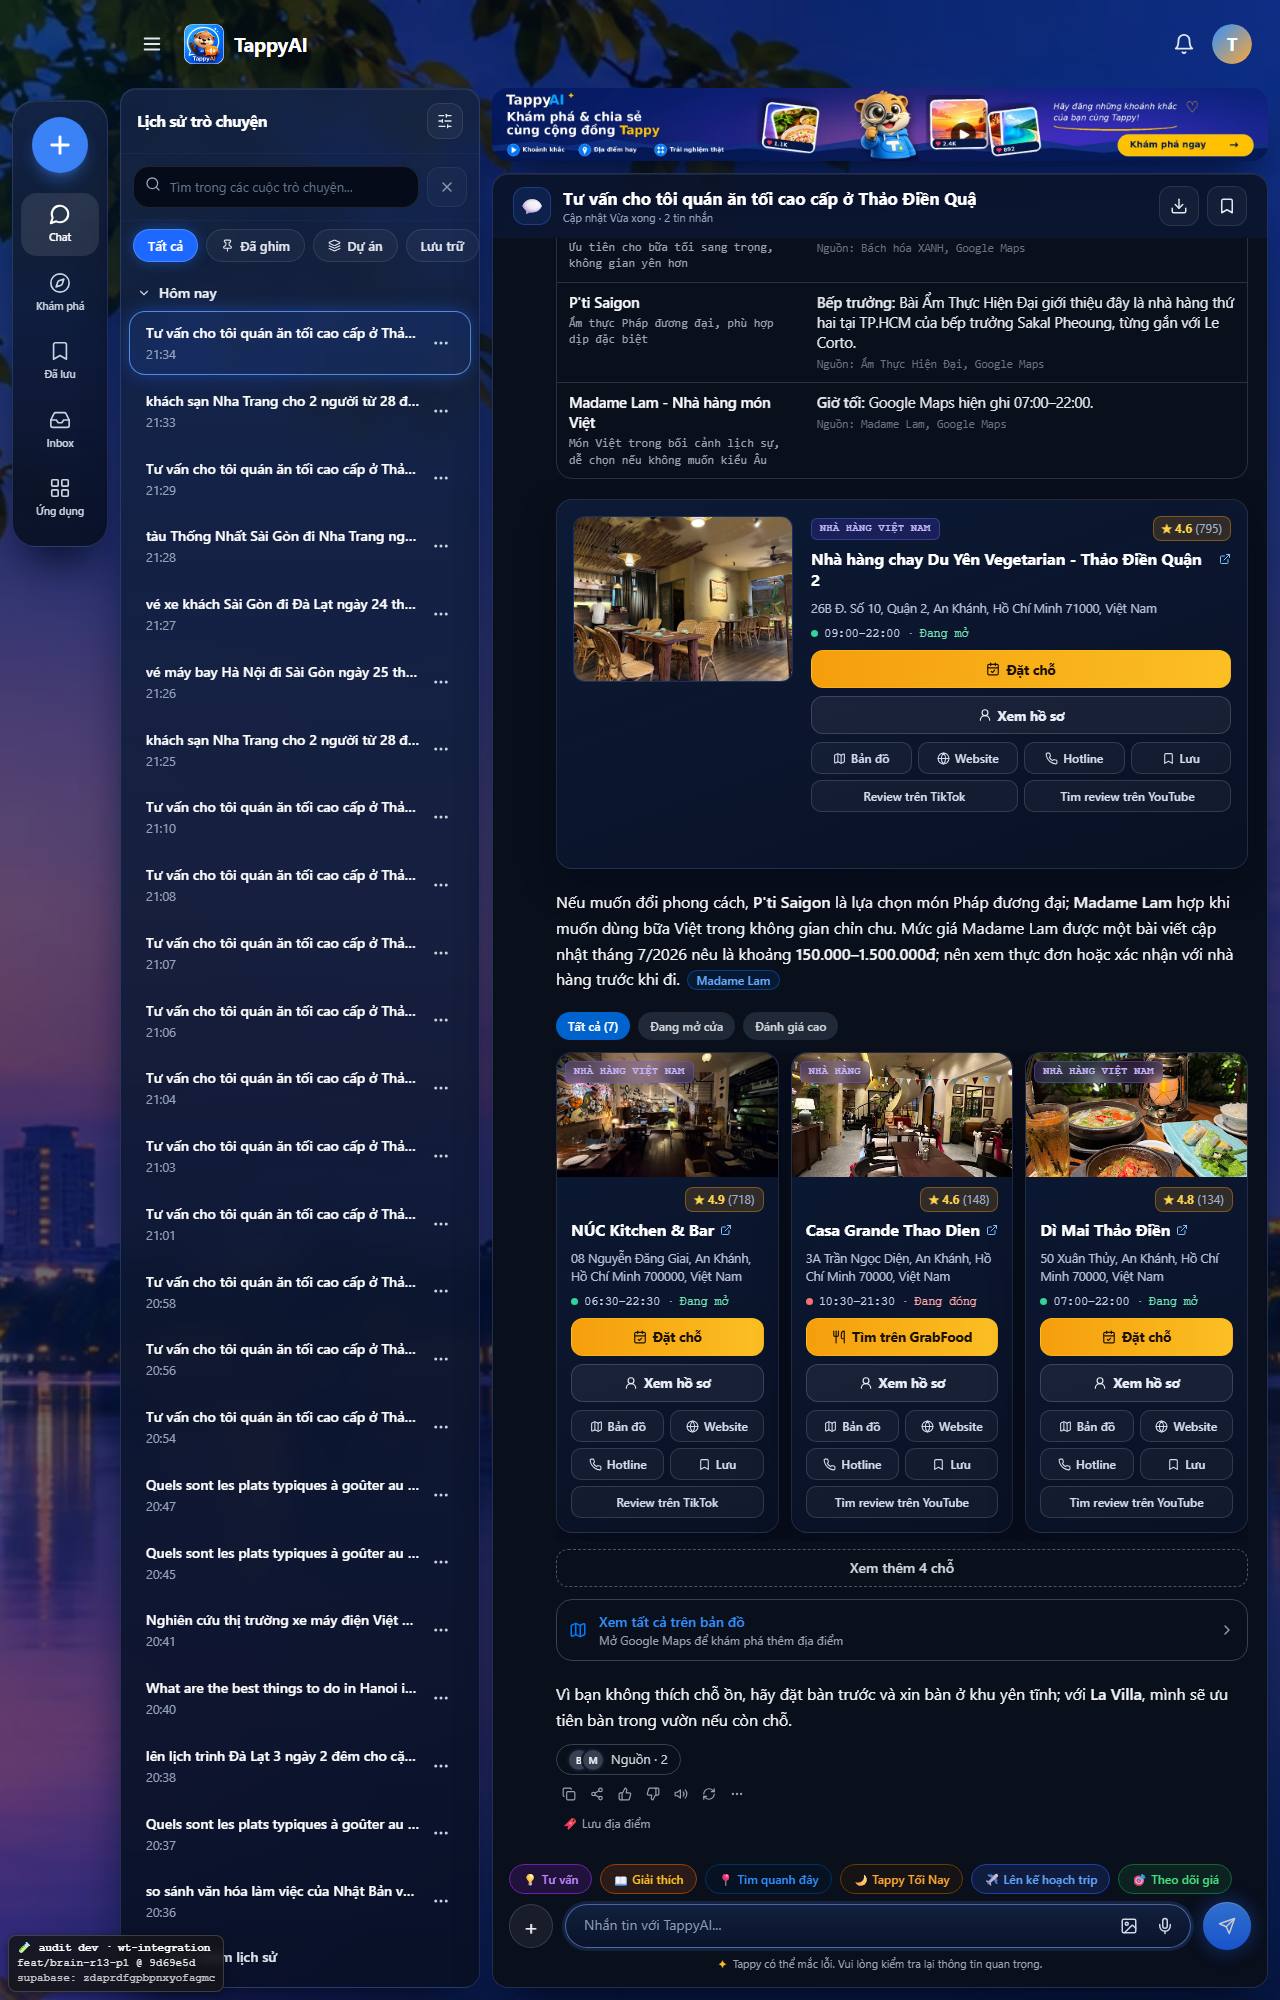 TappyAI
T
TappyAI
Khám phá & chia sẻ
cùng cộng đồng Tappy
Khoảnh khắc
Địa điểm hay
Trải nghiệm thật
1.1K
2.4K
892
Hãy đăng những khoảnh khắc
của bạn cùng Tappy!
Khám phá ngay →
Chat
Khám phá
Đã lưu
Inbox
Ứng dụng
Lịch sử trò chuyện
Tìm trong các cuộc trò chuyện...
Tất cả
Đã ghim
Dự án
Lưu trữ
Hôm nay
Tư vấn cho tôi quán ăn tối cao cấp ở Thả...
21:34
khách sạn Nha Trang cho 2 người từ 28 đ...
21:33
Tư vấn cho tôi quán ăn tối cao cấp ở Thả...
21:29
tàu Thống Nhất Sài Gòn đi Nha Trang ng...
21:28
vé xe khách Sài Gòn đi Đà Lạt ngày 24 th...
21:27
vé máy bay Hà Nội đi Sài Gòn ngày 25 th...
21:26
khách sạn Nha Trang cho 2 người từ 28 đ...
21:25
Tư vấn cho tôi quán ăn tối cao cấp ở Thả...
21:10
Tư vấn cho tôi quán ăn tối cao cấp ở Thả...
21:08
Tư vấn cho tôi quán ăn tối cao cấp ở Thả...
21:07
Tư vấn cho tôi quán ăn tối cao cấp ở Thả...
21:06
Tư vấn cho tôi quán ăn tối cao cấp ở Thả...
21:04
Tư vấn cho tôi quán ăn tối cao cấp ở Thả...
21:03
Tư vấn cho tôi quán ăn tối cao cấp ở Thả...
21:01
Tư vấn cho tôi quán ăn tối cao cấp ở Thả...
20:58
Tư vấn cho tôi quán ăn tối cao cấp ở Thả...
20:56
Tư vấn cho tôi quán ăn tối cao cấp ở Thả...
20:54
Quels sont les plats typiques à goûter au ...
20:47
Quels sont les plats typiques à goûter au ...
20:45
Nghiên cứu thị trường xe máy điện Việt ...
20:41
What are the best things to do in Hanoi i...
20:40
lên lịch trình Đà Lạt 3 ngày 2 đêm cho cặ...
20:38
Quels sont les plats typiques à goûter au ...
20:37
so sánh văn hóa làm việc của Nhật Bản v...
20:36
m lịch sử
audit dev · wt-integration
feat/brain-r13-p1 @ 9d69e5d
supabase: zdaprdfgpbpnxyofagmc
Tư vấn cho tôi quán ăn tối cao cấp ở Thảo Điền Quậ
Cập nhật Vừa xong · 2 tin nhắn
Ưu tiên cho bữa tối sang trọng,
không gian yên hơn
Nguồn: Bách hóa XANH, Google Maps
P'ti Saigon
Ẩm thực Pháp đương đại, phù hợp
dịp đặc biệt
Bếp trưởng: Bài Ẩm Thực Hiện Đại giới thiệu đây là nhà hàng thứ
hai tại TP.HCM của bếp trưởng Sakal Pheoung, từng gắn với Le
Corto.
Nguồn: Ẩm Thực Hiện Đại, Google Maps
Madame Lam - Nhà hàng món
Việt
Món Việt trong bối cảnh lịch sự,
dễ chọn nếu không muốn kiểu Âu
Giờ tối: Google Maps hiện ghi 07:00–22:00.
Nguồn: Madame Lam, Google Maps
NHÀ HÀNG VIỆT NAM
★ 4.6 (795)
Nhà hàng chay Du Yên Vegetarian - Thảo Điền Quận
2
26B Đ. Số 10, Quận 2, An Khánh, Hồ Chí Minh 71000, Việt Nam
09:00–22:00 · Đang mở
Đặt chỗ
Xem hồ sơ
Bản đồ
Website
Hotline
Lưu
Review trên TikTok
Tìm review trên YouTube
Nếu muốn đổi phong cách, P'ti Saigon là lựa chọn món Pháp đương đại; Madame Lam hợp khi
muốn dùng bữa Việt trong không gian chỉn chu. Mức giá Madame Lam được một bài viết cập
nhật tháng 7/2026 nêu là khoảng 150.000–1.500.000đ; nên xem thực đơn hoặc xác nhận với nhà
hàng trước khi đi. Madame Lam
Tất cả (7)
Đang mở cửa
Đánh giá cao
NHÀ HÀNG VIỆT NAM
★ 4.9 (718)
NÚC Kitchen & Bar
08 Nguyễn Đăng Giai, An Khánh,
Hồ Chí Minh 700000, Việt Nam
06:30–22:30 · Đang mở
Đặt chỗ
Xem hồ sơ
Bản đồ
Website
Hotline
Lưu
Review trên TikTok
NHÀ HÀNG
★ 4.6 (148)
Casa Grande Thao Dien
3A Trần Ngọc Diện, An Khánh, Hồ
Chí Minh 70000, Việt Nam
10:30–21:30 · Đang đóng
Tìm trên GrabFood
Xem hồ sơ
Bản đồ
Website
Hotline
Lưu
Tìm review trên YouTube
NHÀ HÀNG VIỆT NAM
★ 4.8 (134)
Dì Mai Thảo Điền
50 Xuân Thủy, An Khánh, Hồ Chí
Minh 70000, Việt Nam
07:00–22:00 · Đang mở
Đặt chỗ
Xem hồ sơ
Bản đồ
Website
Hotline
Lưu
Tìm review trên YouTube
Xem thêm 4 chỗ
Xem tất cả trên bản đồ
Mở Google Maps để khám phá thêm địa điểm
Vì bạn không thích chỗ ồn, hãy đặt bàn trước và xin bàn ở khu yên tĩnh; với La Villa, mình sẽ ưu
tiên bàn trong vườn nếu còn chỗ.
B M Nguồn · 2
Lưu địa điểm
Tư vấn
Giải thích
Tìm quanh đây
Tappy Tối Nay
Lên kế hoạch trip
Theo dõi giá
Nhắn tin với TappyAI...
Tappy có thể mắc lỗi. Vui lòng kiểm tra lại thông tin quan trọng.